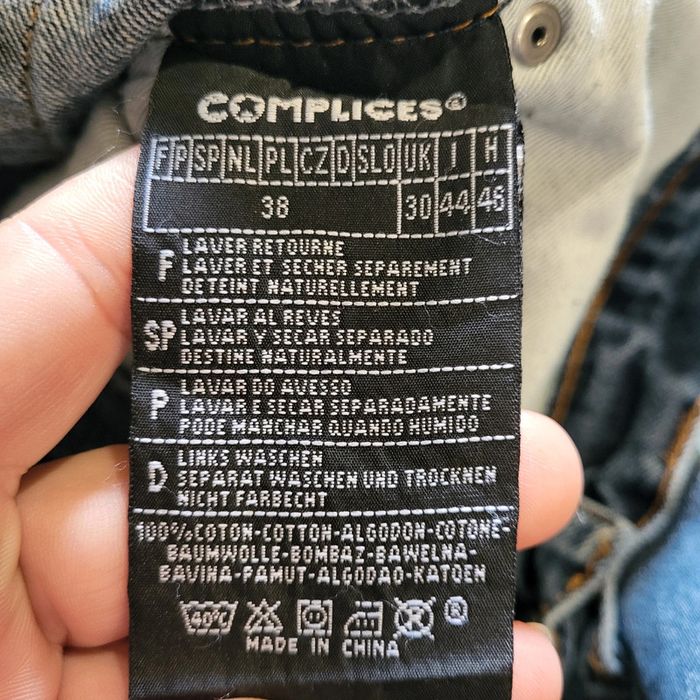 COMPLICES®
F P SP NL PL CZ D SLO UK I H
38 30 44 46
F LAVER RETOURNE
LAVER ET SECHER SEPAREMENT
DETEINT NATURELLEMENT
SP LAVAR AL REVES
LAVAR Y SECAR SEPARADO
DESTINE NATURALMENTE
P LAVAR DO AVESSO
LAVAR E SECAR SEPARADAMENTE
PODE MANCHAR QUANDO HUMIDO
D LINKS WASCHEN
SEPARAT WASCHEN UND TROCKNEN
NICHT FARBECHT
100%COTON-COTTON-ALGODON-COTONE-
BAUMWOLLE-BOMBAZ-BAWELNA-
BAVLNA-PAMUT-ALGODAO-KATOEN
40°C ®
MADE IN CHINA